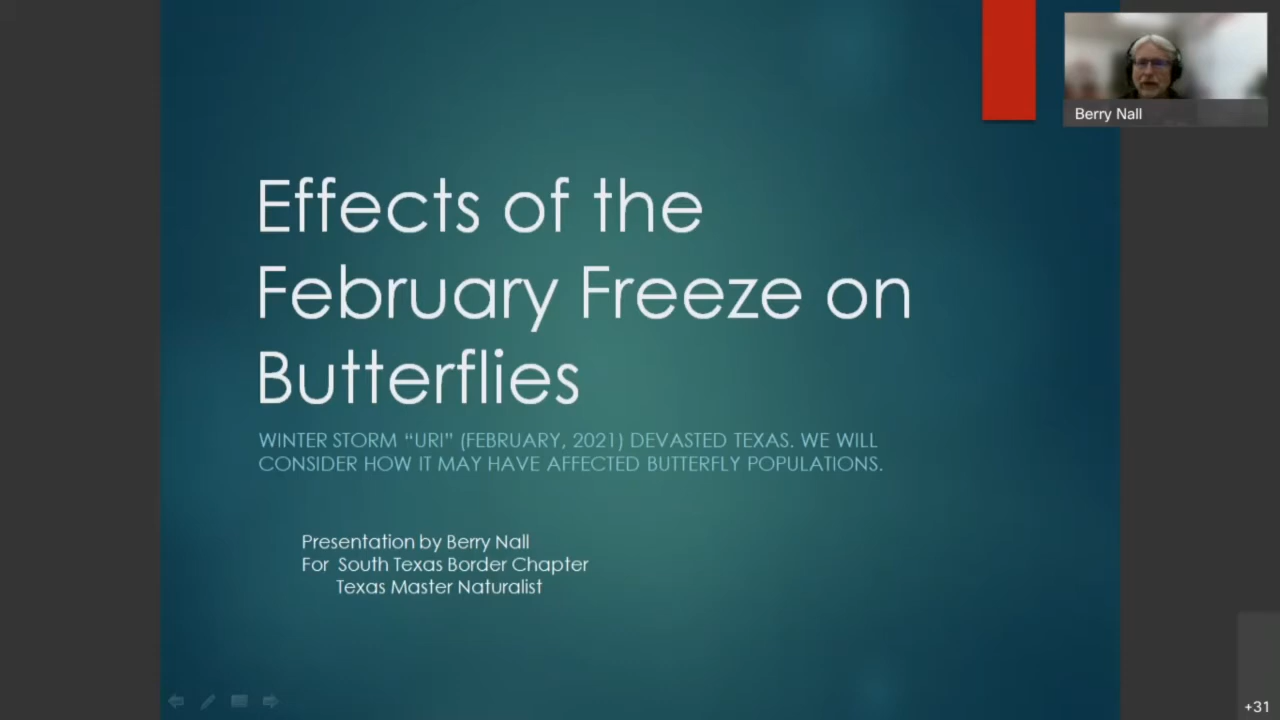 Effects of the
February Freeze on
Butterflies
WINTER STORM “URI” (FEBRUARY, 2021) DEVASTED TEXAS. WE WILL
CONSIDER HOW IT MAY HAVE AFFECTED BUTTERFLY POPULATIONS.
Presentation by Berry Nall
For South Texas Border Chapter
Texas Master Naturalist
Berry Nall
+31